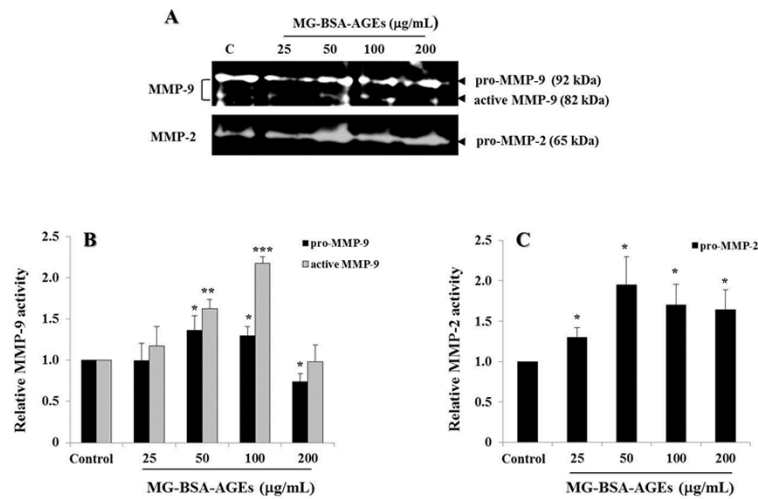 A
MG-BSA-AGEs (µg/mL)
C 25 50 100 200
MMP-9
pro-MMP-9 (92 kDa)
active MMP-9 (82 kDa)
MMP-2
pro-MMP-2 (65 kDa)
B
Relative MMP-9 activity
2.5
2.0
1.5
1.0
0.5
0
pro-MMP-9
active MMP-9
*
**
*
***
*
Control 25 50 100 200
MG-BSA-AGEs (µg/mL)
C
Relative MMP-2 activity
2.5
2.0
1.5
1.0
0.5
0
pro-MMP-2
*
*
*
*
Control 25 50 100 200
MG-BSA-AGEs (µg/mL)